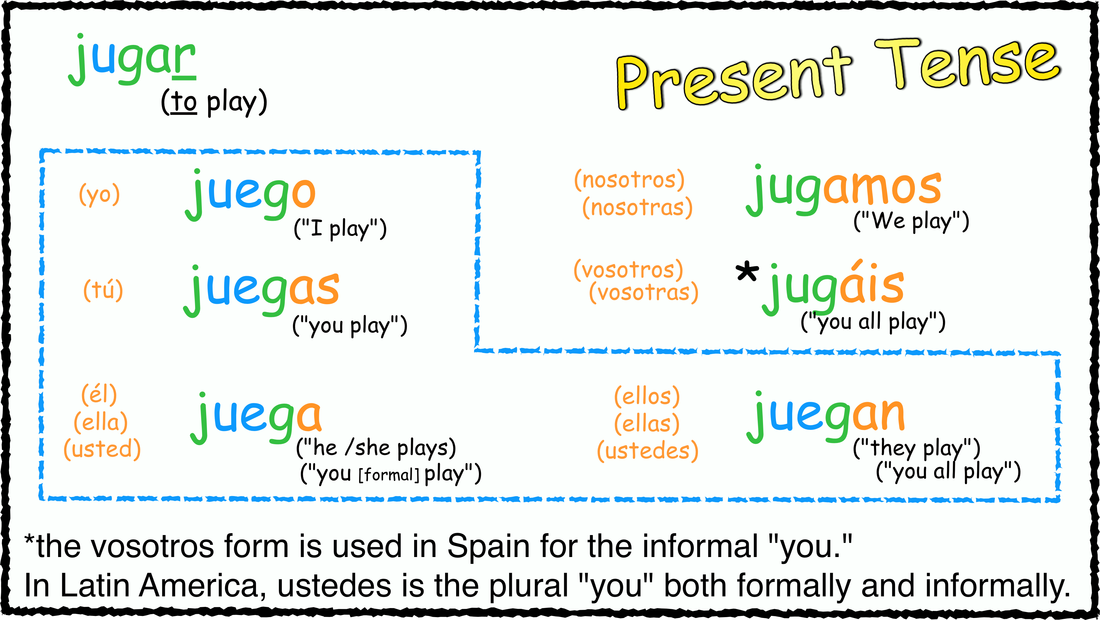 jugar
(to play)
Present Tense
(yo)
juego
("I play")
(tú)
juegas
("you play")
(él)
(ella)
(usted)
juega
("he /she plays)
("you [formal] play")
(nosotros)
(nosotras)
jugamos
("We play")
(vosotros)
(vosotras)
*jugáis
("you all play")
(ellos)
(ellas)
(ustedes)
juegan
("they play")
("you all play")
*the vosotros form is used in Spain for the informal "you."
In Latin America, ustedes is the plural "you" both formally and informally.